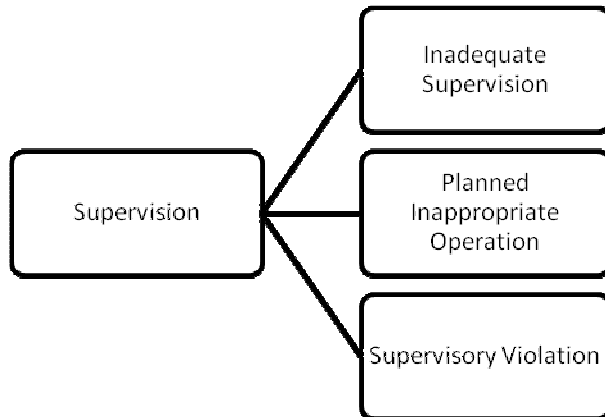 Inadequate
Supervision
Supervision
Planned
Inappropriate
Operation
Supervisory Violation